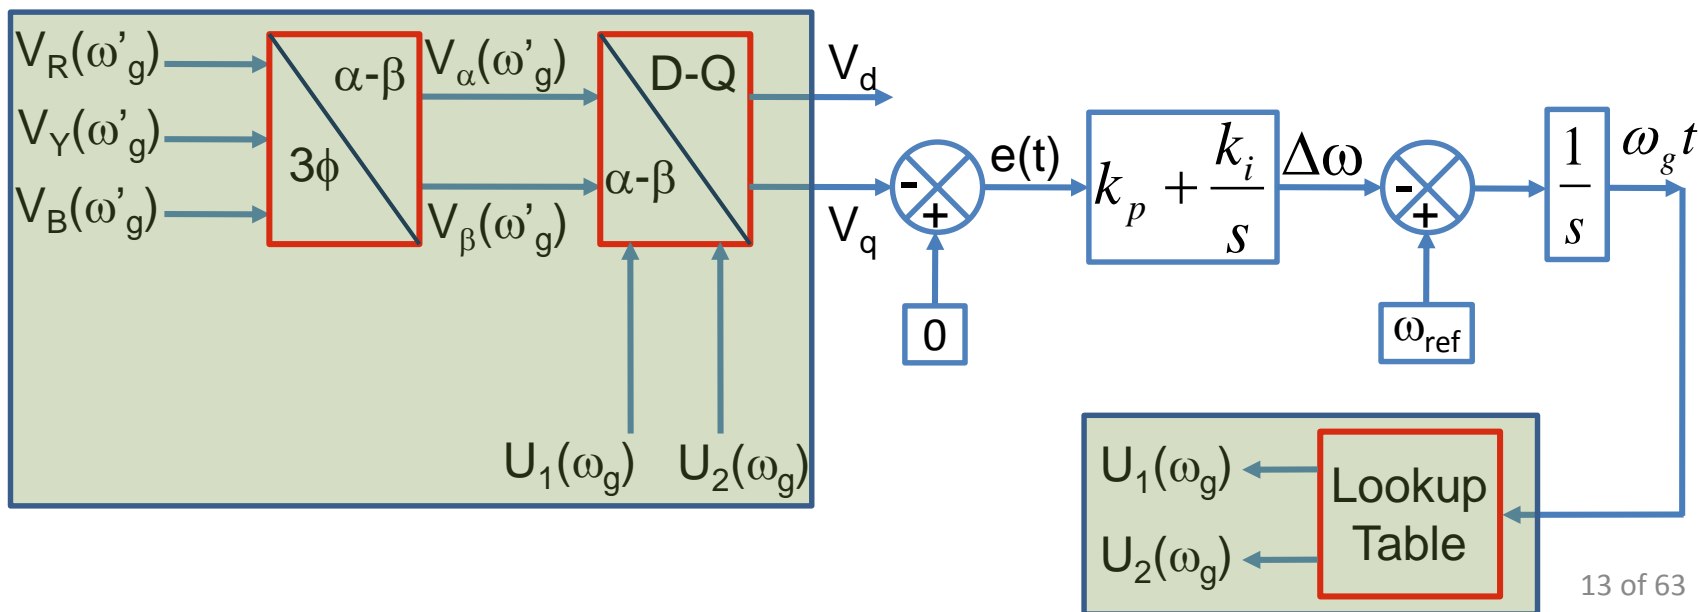 V_R(ω'_g)
V_Y(ω'_g)
V_B(ω'_g)
α-β
3ϕ
V_α(ω'_g)
V_β(ω'_g)
D-Q
α-β
U_1(ω_g)
U_2(ω_g)
V_d
V_q
-
+
0
e(t)
k_p + k_i/s
Δω
-
+
ω_ref
1/s
ω_g t
Lookup
Table
U_1(ω_g)
U_2(ω_g)
13 of 63